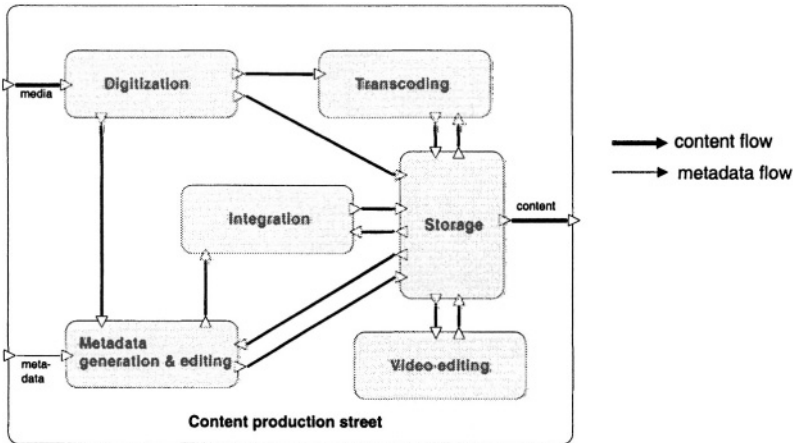 Digitization
Transcoding
media
content flow
metadata flow
Integration
Storage
content
Metadata
generation & editing
meta-
data
Video editing
Content production street